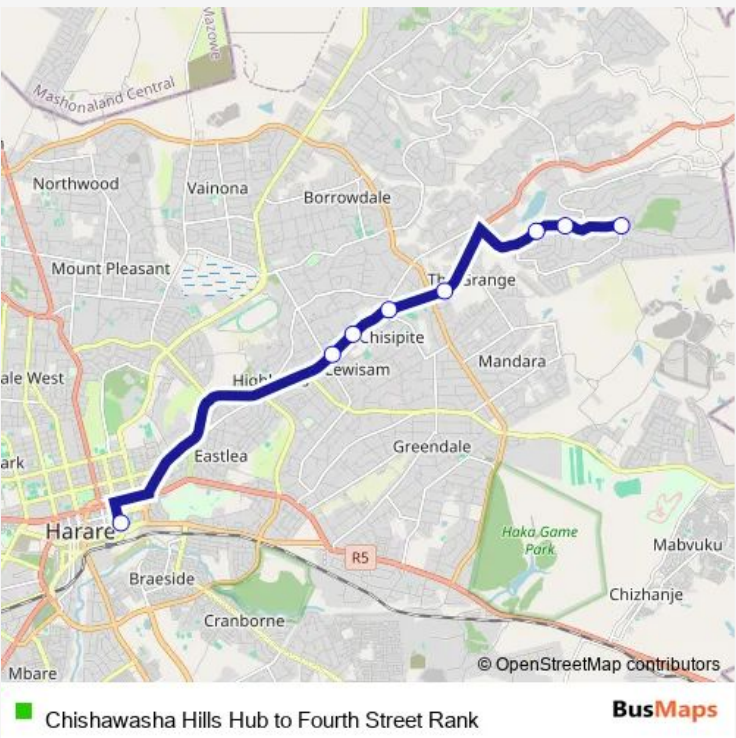 Mazowe
Mashonaland Central
Northwood
Vainona
Borrowdale
Mount Pleasant
The Grange
Chisipite
Lewisam
Mandara
ale West
Greendale
Eastlea
ark
Harare
Haka Game
Park
R5
Mabvuku
Braeside
Chizhanje
Cranborne
Mbare
© OpenStreetMap contributors
Chishawasha Hills Hub to Fourth Street Rank
BusMaps